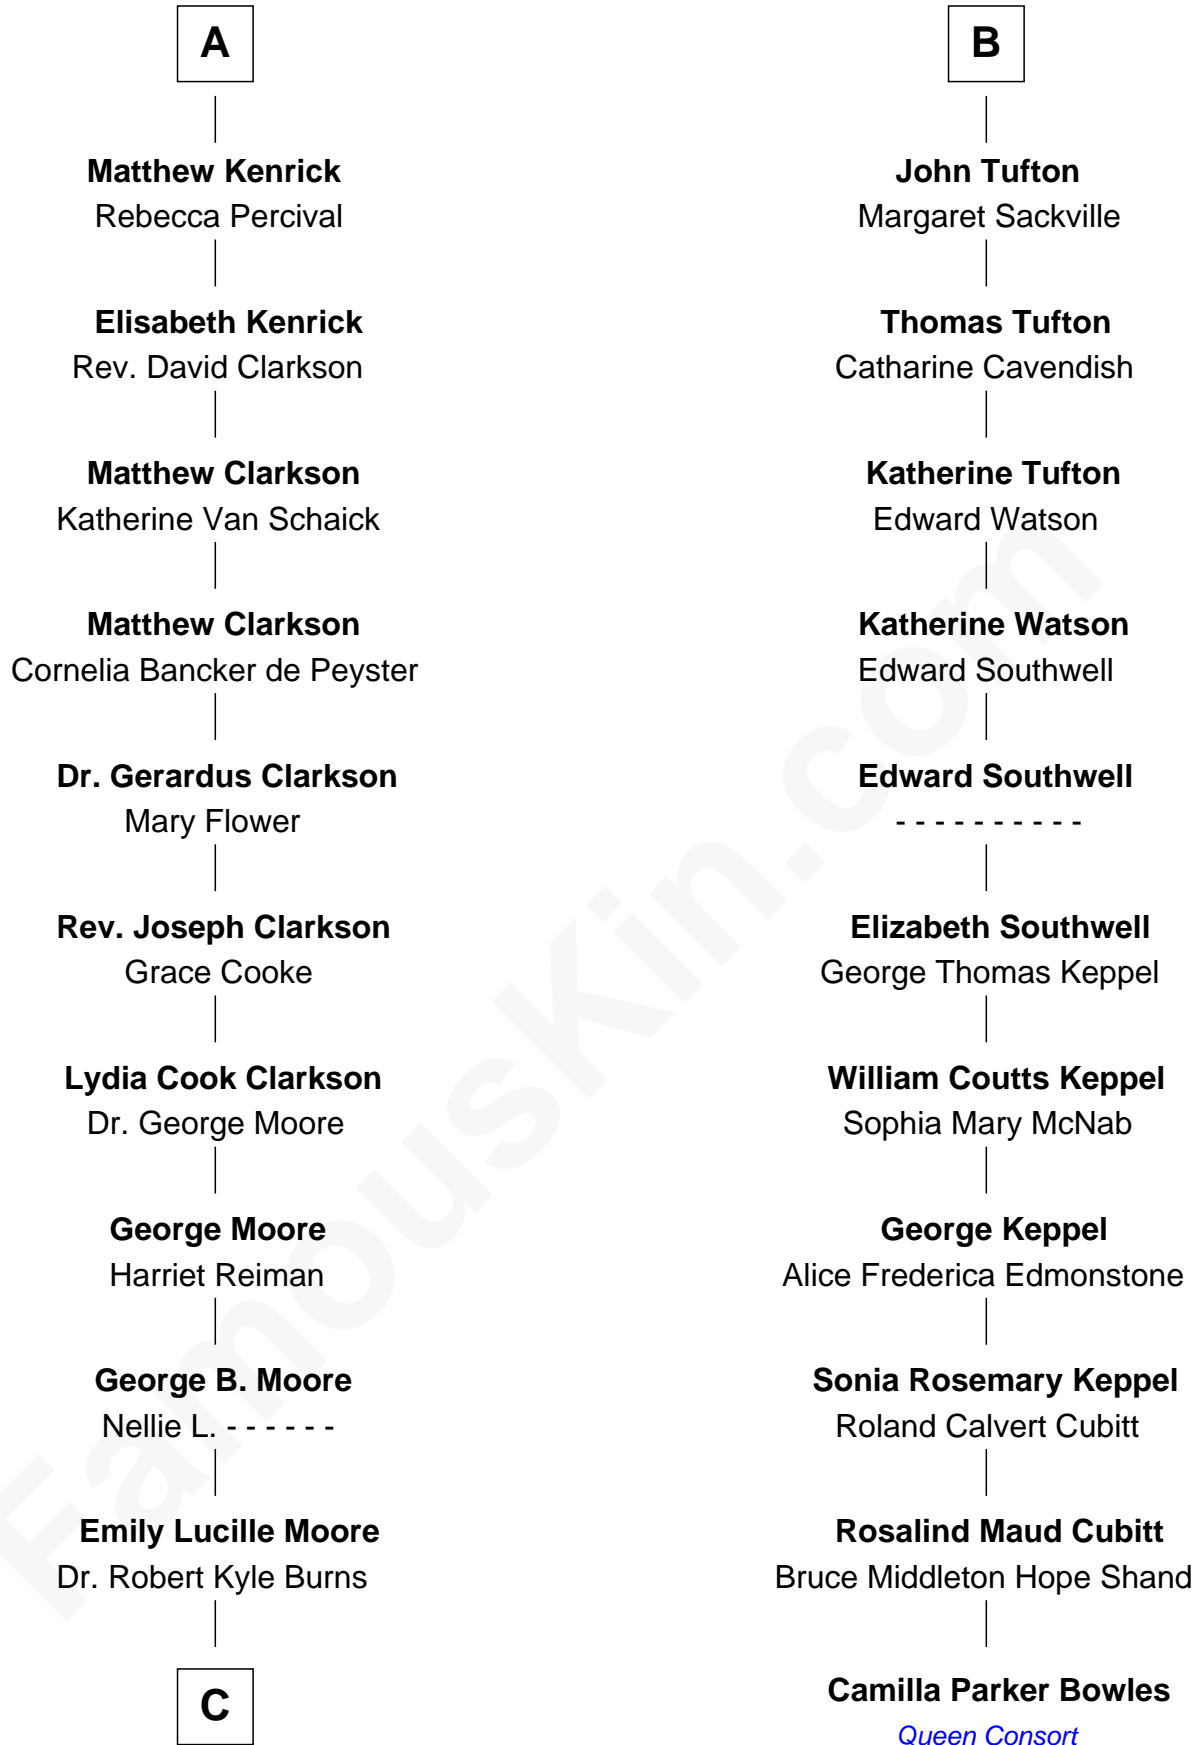 A
Matthew Kenrick
Rebecca Percival
Elisabeth Kenrick
Rev. David Clarkson
Matthew Clarkson
Katherine Van Schaick
Matthew Clarkson
Cornelia Bancker de Peyster
Dr. Gerardus Clarkson
Mary Flower
Rev. Joseph Clarkson
Grace Cooke
Lydia Cook Clarkson
Dr. George Moore
George Moore
Harriet Reiman
George B. Moore
Nellie L. - - - - - -
Emily Lucille Moore
Dr. Robert Kyle Burns
C
B
John Tufton
Margaret Sackville
Thomas Tufton
Catharine Cavendish
Katherine Tufton
Edward Watson
Katherine Watson
Edward Southwell
Edward Southwell
- - - - - - - - - -
Elizabeth Southwell
George Thomas Keppel
William Coutts Keppel
Sophia Mary McNab
George Keppel
Alice Frederica Edmonstone
Sonia Rosemary Keppel
Roland Calvert Cubitt
Rosalind Maud Cubitt
Bruce Middleton Hope Shand
Camilla Parker Bowles
Queen Consort
FamousKin.com